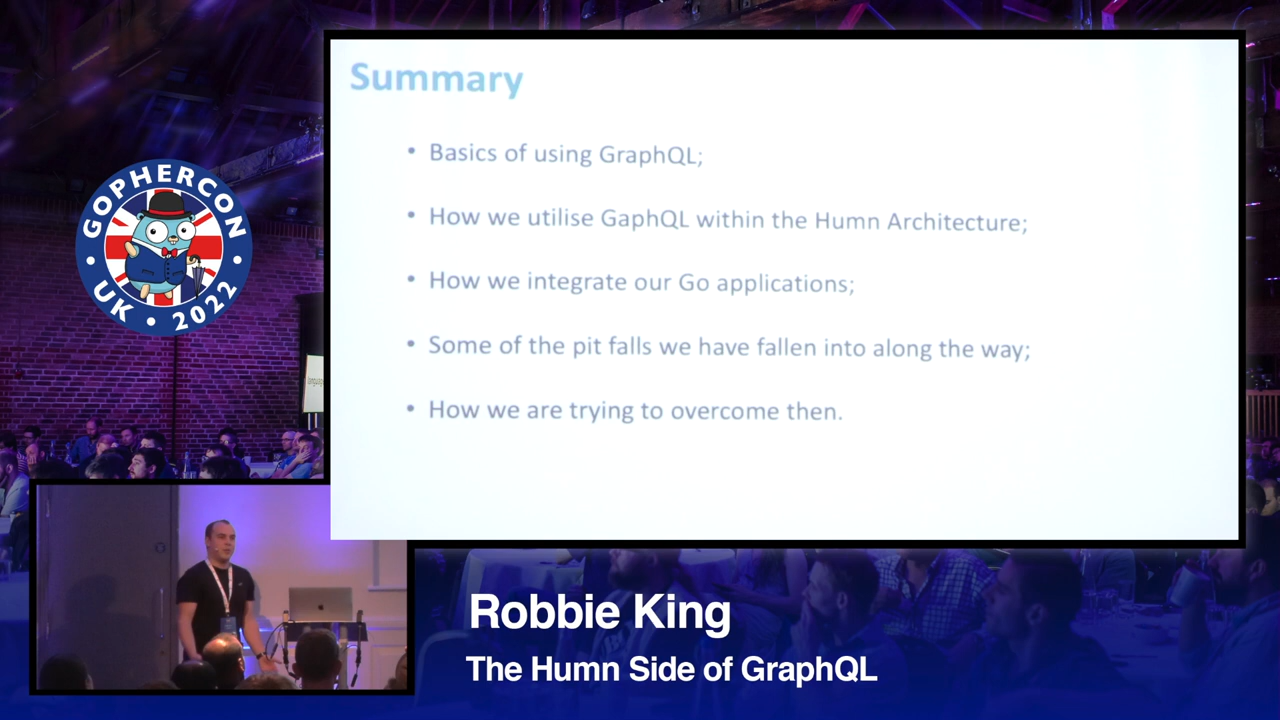 Summary
• Basics of using GraphQL;
• How we utilise GaphQL within the Humn Architecture;
• How we integrate our Go applications;
• Some of the pit falls we have fallen into along the way;
• How we are trying to overcome then.
GOPHERCON
• UK • 2022 •
Robbie King
The Humn Side of GraphQL